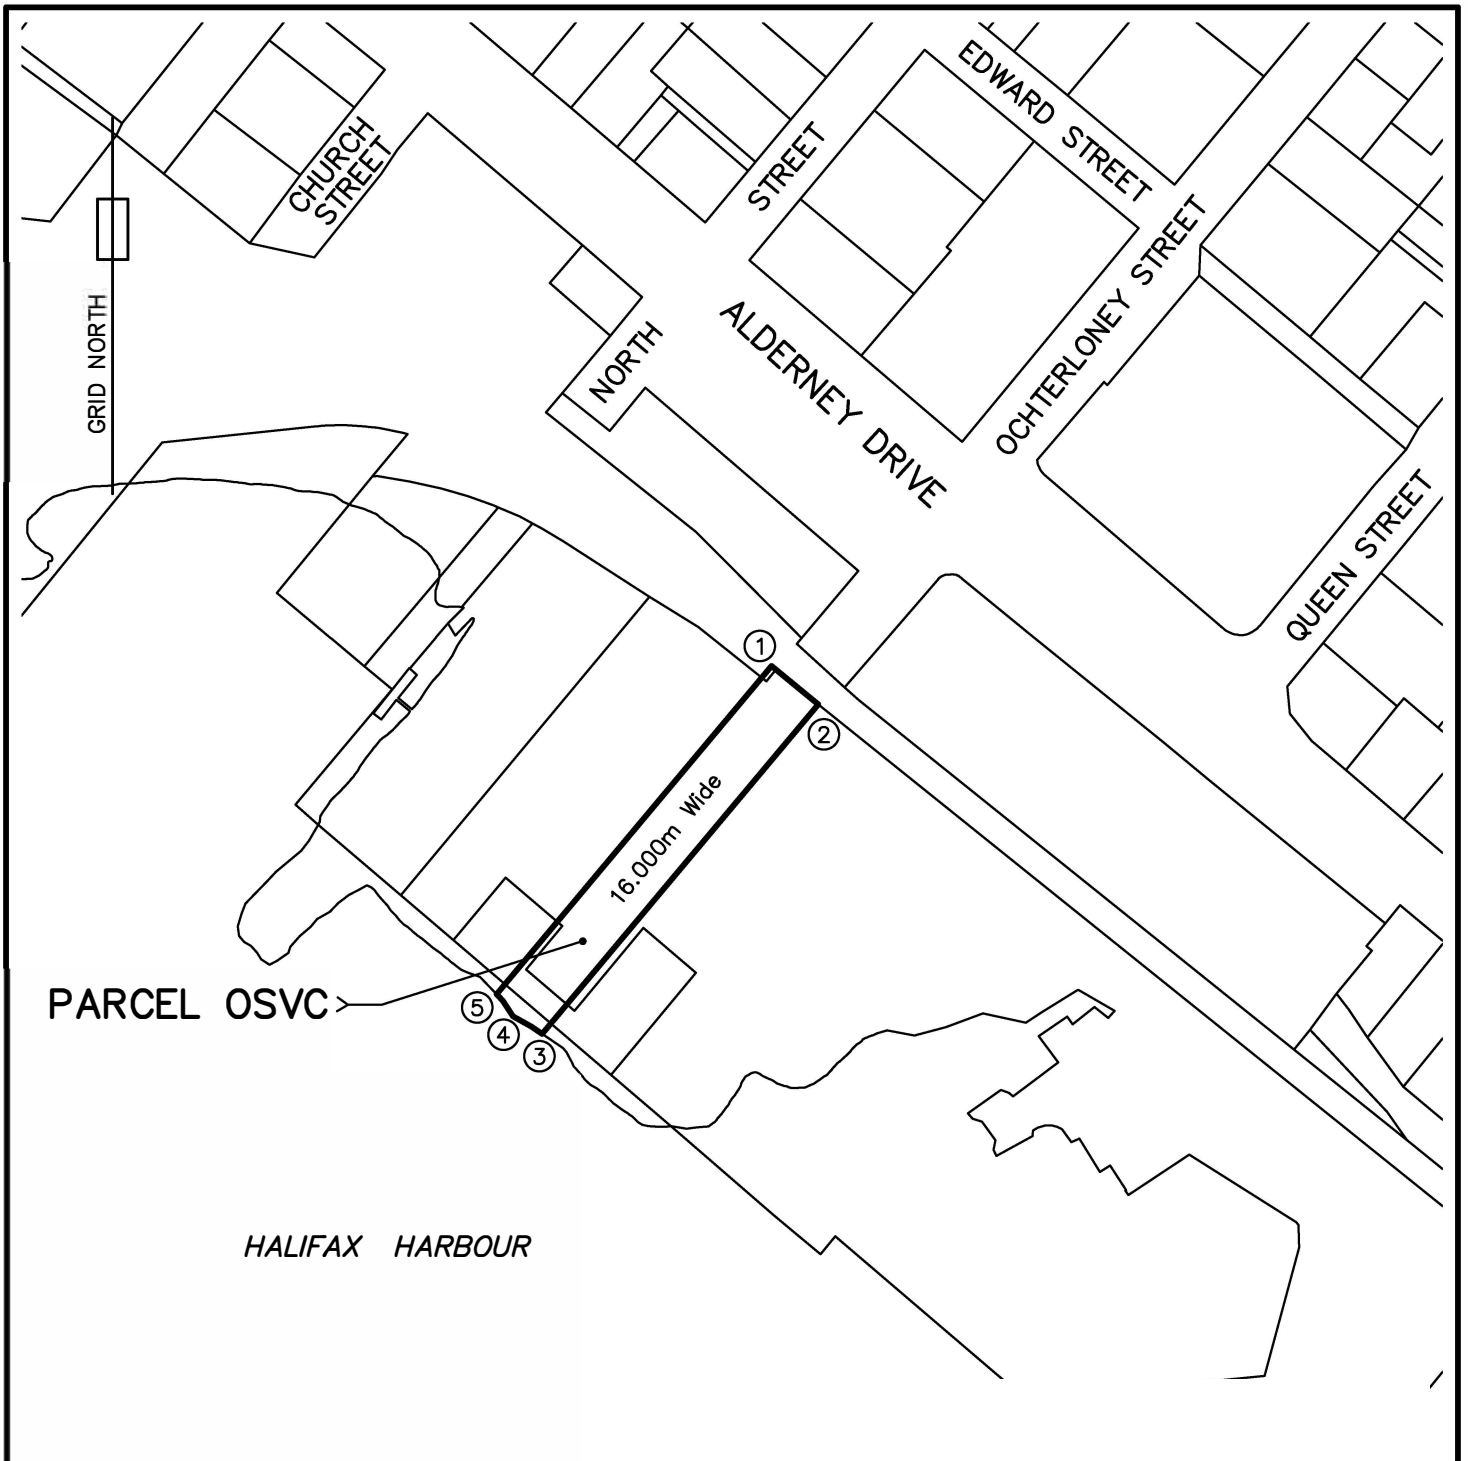 EDWARD STREET
CHURCH
STREET
STREET
OCHTERLONEY STREET
GRID NORTH
NORTH
ALDERNEY DRIVE
QUEEN STREET
1
2
16.000m Wide
PARCEL OSVC
5
4
3
HALIFAX HARBOUR